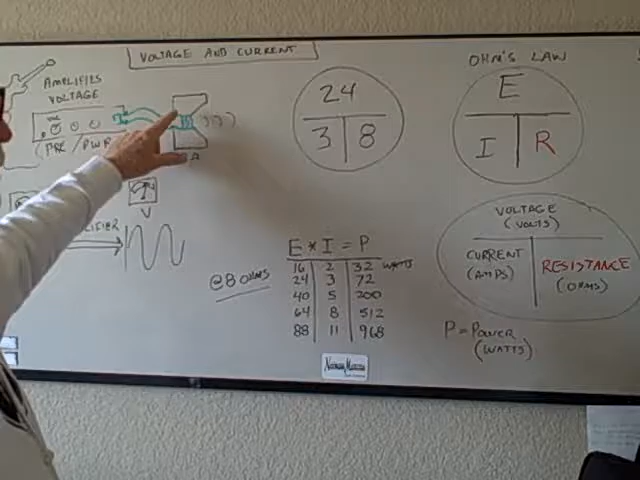 VOLTAGE AND CURRENT
AMPLIFIES
VOLTAGE
(PRE / PWR
A
V
24
3 8
OHM'S LAW
E
I R
VOLTAGE
(VOLTS)
CURRENT
(AMPS)
RESISTANCE
(OHMS)
P = POWER
(WATTS)
@ 8 OHMS
E * I = P
16 2 32 WATTS
24 3 72
40 5 200
64 8 512
88 11 968